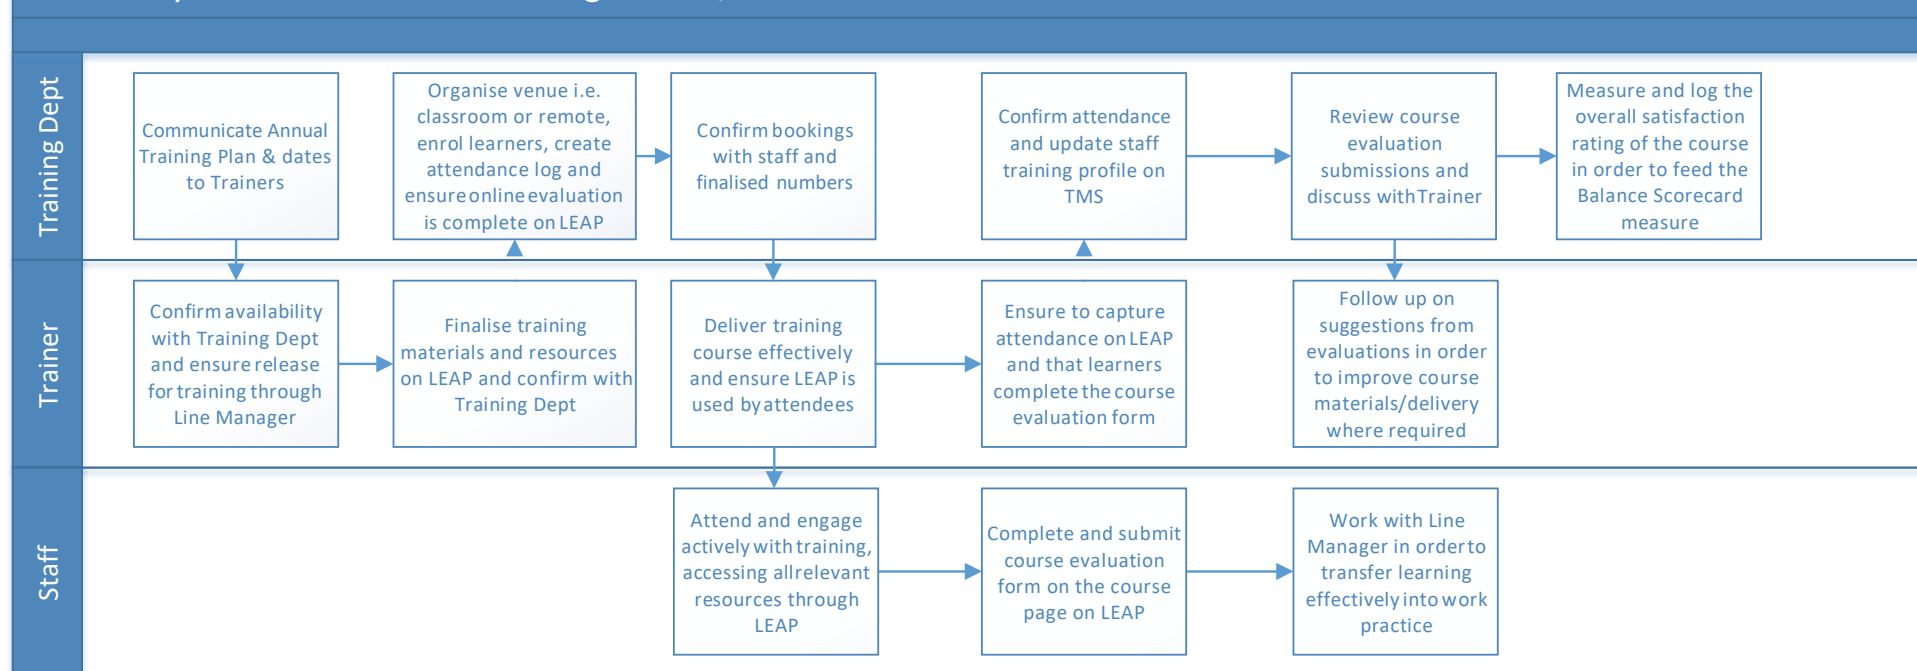 Training Dept
Communicate Annual
Training Plan & dates
to Trainers
Organise venue i.e.
classroom or remote,
enrol learners, create
attendance log and
ensure online evaluation
is complete on LEAP
Confirm bookings
with staff and
finalised numbers
Confirm attendance
and update staff
training profile on
TMS
Review course
evaluation
submissions and
discuss with Trainer
Measure and log the
overall satisfaction
rating of the course
in order to feed the
Balance Scorecard
measure
Trainer
Confirm availability
with Training Dept
and ensure release
for training through
Line Manager
Finalise training
materials and resources
on LEAP and confirm with
Training Dept
Deliver training
course effectively
and ensure LEAP is
used by attendees
Ensure to capture
attendance on LEAP
and that learners
complete the course
evaluation form
Follow up on
suggestions from
evaluations in order
to improve course
materials/delivery
where required
Staff
Attend and engage
actively with training,
accessing all relevant
resources through
LEAP
Complete and submit
course evaluation
form on the course
page on LEAP
Work with Line
Manager in order to
transfer learning
effectively into work
practice